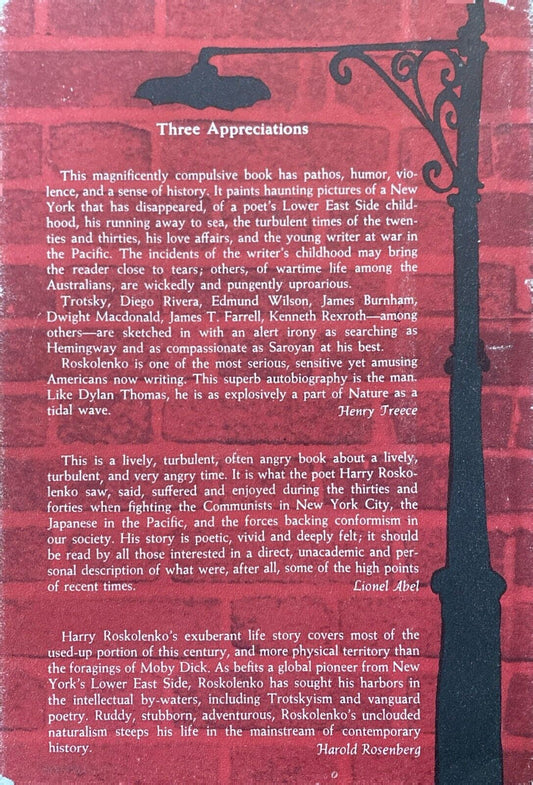 Three Appreciations
This magnificently compulsive book has pathos, humor, vio-
lence, and a sense of history. It paints haunting pictures of a New
York that has disappeared, of a poet's Lower East Side child-
hood, his running away to sea, the turbulent times of the twen-
ties and thirties, his love affairs, and the young writer at war in
the Pacific. The incidents of the writer's childhood may bring
the reader close to tears; others, of wartime life among the
Australians, are wickedly and pungently uproarious.
Trotsky, Diego Rivera, Edmund Wilson, James Burnham,
Dwight Macdonald, James T. Farrell, Kenneth Rexroth—among
others—are sketched in with an alert irony as searching as
Hemingway and as compassionate as Saroyan at his best.
Roskolenko is one of the most serious, sensitive yet amusing
Americans now writing. This superb autobiography is the man.
Like Dylan Thomas, he is as explosively a part of Nature as a
tidal wave. Henry Treece
This is a lively, turbulent, often angry book about a lively,
turbulent, and very angry time. It is what the poet Harry Rosko-
lenko saw, said, suffered and enjoyed during the thirties and
forties when fighting the Communists in New York City, the
Japanese in the Pacific, and the forces backing conformism in
our society. His story is poetic, vivid and deeply felt; it should
be read by all those interested in a direct, unacademic and per-
sonal description of what were, after all, some of the high points
of recent times. Lionel Abel
Harry Roskolenko's exuberant life story covers most of the
used-up portion of this century, and more physical territory than
the foragings of Moby Dick. As befits a global pioneer from New
York's Lower East Side, Roskolenko has sought his harbors in
the intellectual by-waters, including Trotskyism and vanguard
poetry. Ruddy, stubborn, adventurous, Roskolenko's unclouded
naturalism steeps his life in the mainstream of contemporary
history. Harold Rosenberg